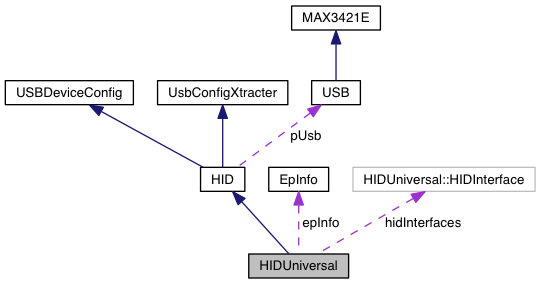 MAX3421E
USBDeviceConfig
UsbConfigXtracter
USB
pUsb
HID
EpInfo
HIDUniversal::HIDInterface
epInfo
hidInterfaces
HIDUniversal